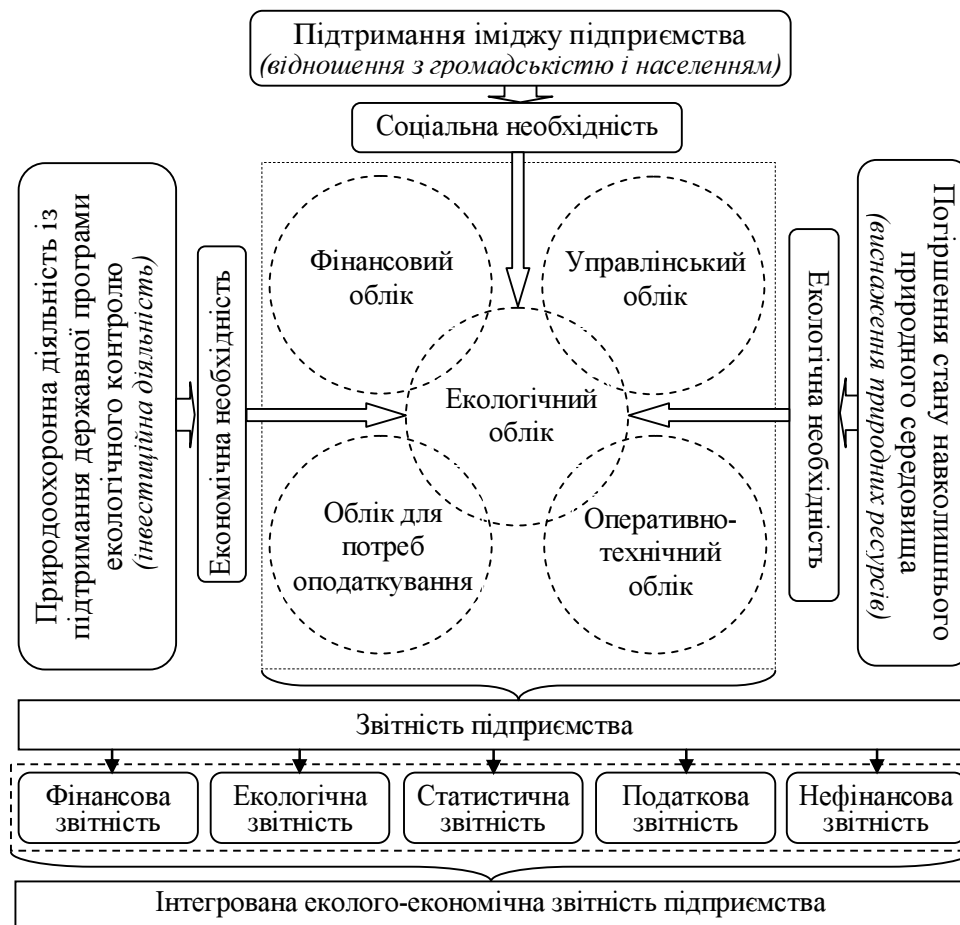 Підтримання іміджу підприємства
(відношення з громадськістю і населенням)
Соціальна необхідність
Природоохоронна діяльність із
підтримання державної програми
екологічного контролю
(інвестиційна діяльність)
Економічна необхідність
Фінансовий
облік
Управлінський
облік
Екологічний
облік
Облік для
потреб
оподаткування
Оперативно-
технічний
облік
Екологічна необхідність
Погіршення стану навколишнього
природного середовища
(виснаження природних ресурсів)
Звітність підприємства
Фінансова
звітність
Екологічна
звітність
Статистична
звітність
Податкова
звітність
Нефінансова
звітність
Інтегрована еколого-економічна звітність підприємства